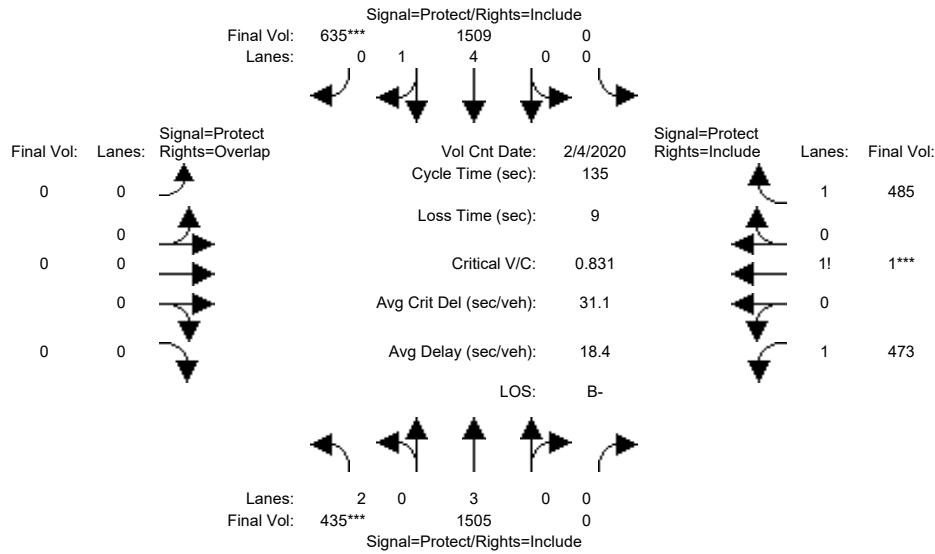 Signal=Protect/Rights=Include
Final Vol: 635*** 1509 0
Lanes: 0 1 4 0 0
Signal=Protect
Final Vol: Lanes: Rights=Overlap
Vol Cnt Date: 2/4/2020
Signal=Protect
Rights=Include Lanes: Final Vol:
Cycle Time (sec): 135
0 0 1 485
Loss Time (sec): 9
0 0
0 0 Critical V/C: 0.831 1! 1***
0 Avg Crit Del (sec/veh): 31.1 0
0 0 Avg Delay (sec/veh): 18.4 1 473
LOS: B-
Lanes: 2 0 3 0 0
Final Vol: 435*** 1505 0
Signal=Protect/Rights=Include